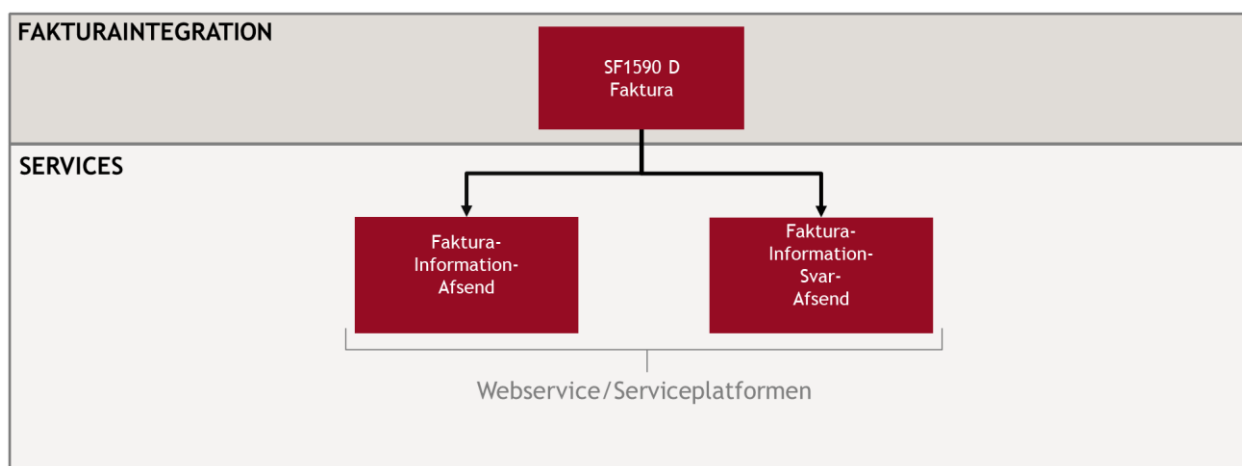 FAKTURAINTEGRATION
SF1590 D
Faktura
SERVICES
Faktura-
Information-
Afsend
Faktura-
Information-
Svar-
Afsend
Webservice/Serviceplatformen